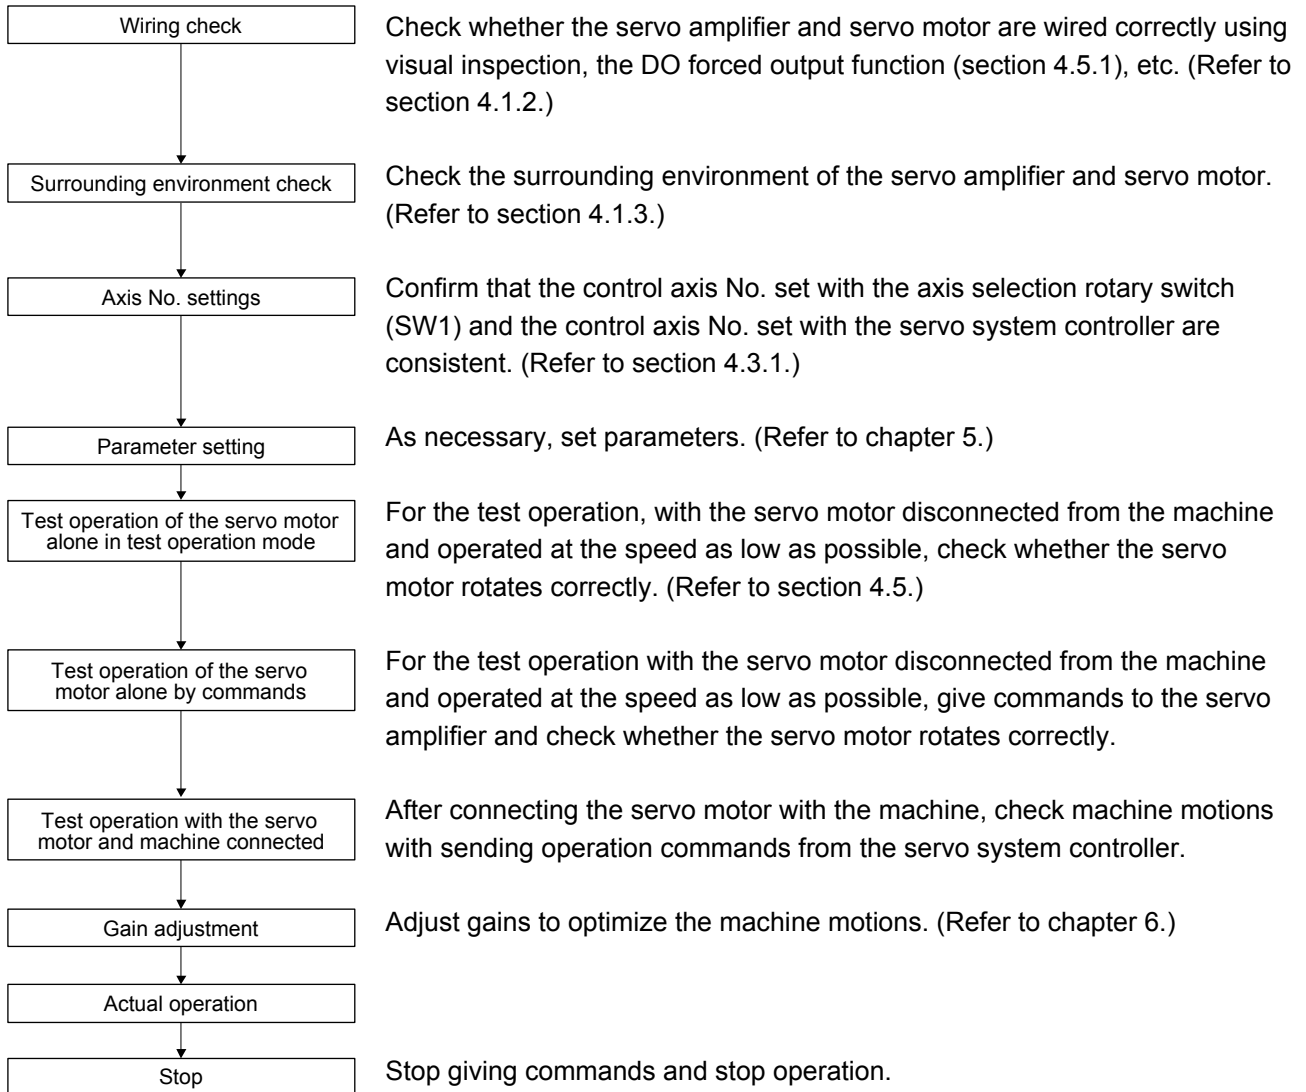 Wiring check
Check whether the servo amplifier and servo motor are wired correctly using
visual inspection, the DO forced output function (section 4.5.1), etc. (Refer to
section 4.1.2.)
Surrounding environment check
Check the surrounding environment of the servo amplifier and servo motor.
(Refer to section 4.1.3.)
Axis No. settings
Confirm that the control axis No. set with the axis selection rotary switch
(SW1) and the control axis No. set with the servo system controller are
consistent. (Refer to section 4.3.1.)
Parameter setting
As necessary, set parameters. (Refer to chapter 5.)
Test operation of the servo motor
alone in test operation mode
For the test operation, with the servo motor disconnected from the machine
and operated at the speed as low as possible, check whether the servo
motor rotates correctly. (Refer to section 4.5.)
Test operation of the servo
motor alone by commands
For the test operation with the servo motor disconnected from the machine
and operated at the speed as low as possible, give commands to the servo
amplifier and check whether the servo motor rotates correctly.
Test operation with the servo
motor and machine connected
After connecting the servo motor with the machine, check machine motions
with sending operation commands from the servo system controller.
Gain adjustment
Adjust gains to optimize the machine motions. (Refer to chapter 6.)
Actual operation
Stop
Stop giving commands and stop operation.